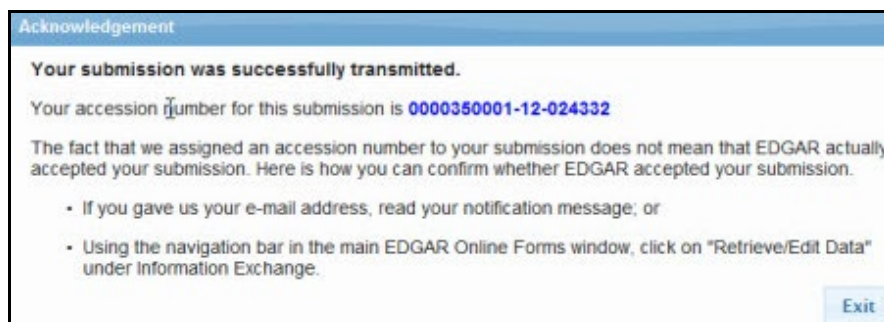 Acknowledgement
Your submission was successfully transmitted.
Your accession number for this submission is 0000350001-12-024332
The fact that we assigned an accession number to your submission does not mean that EDGAR actually
accepted your submission. Here is how you can confirm whether EDGAR accepted your submission.
• If you gave us your e-mail address, read your notification message; or
• Using the navigation bar in the main EDGAR Online Forms window, click on "Retrieve/Edit Data"
under Information Exchange.
Exit